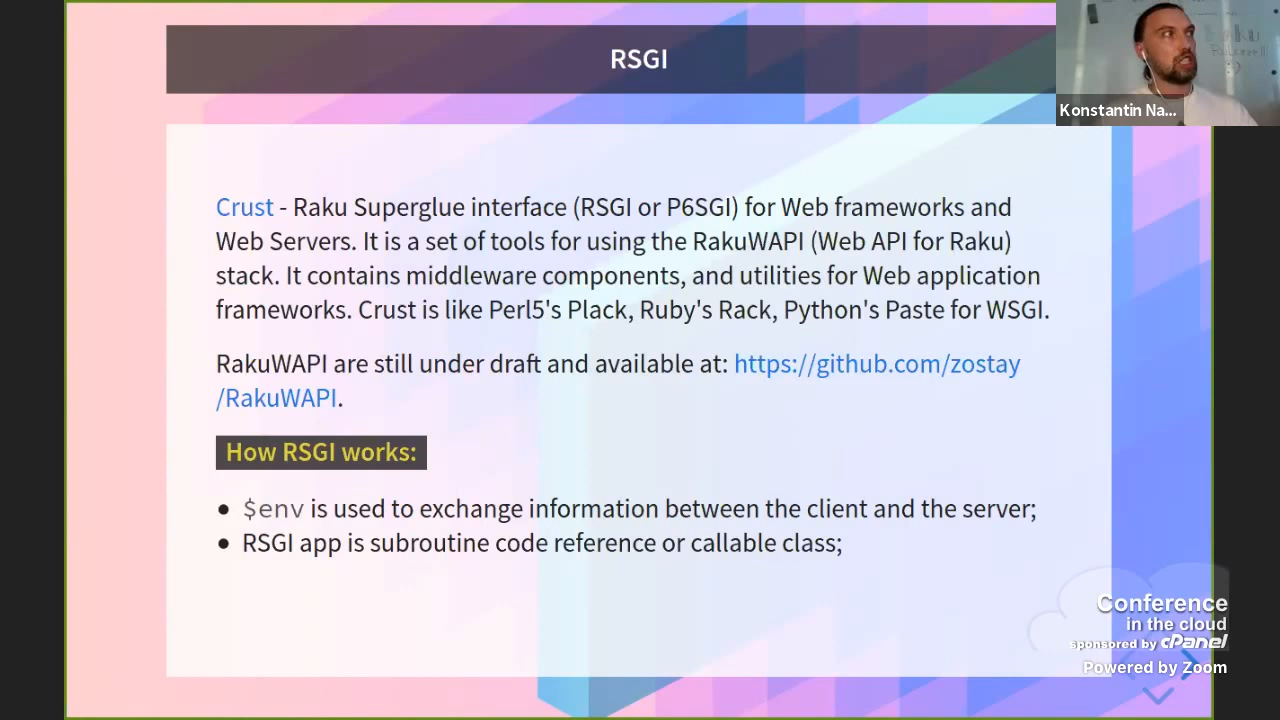 RSGI
Konstantin Na...
Crust - Raku Superglue interface (RSGI or P6SGI) for Web frameworks and
Web Servers. It is a set of tools for using the RakuWAPI (Web API for Raku)
stack. It contains middleware components, and utilities for Web application
frameworks. Crust is like Perl5's Plack, Ruby's Rack, Python's Paste for WSGI.
RakuWAPI are still under draft and available at: https://github.com/zostay
/RakuWAPI.
How RSGI works:
• $env is used to exchange information between the client and the server;
• RSGI app is subroutine code reference or callable class;
Conference
in the cloud
sponsored by cPanel
Powered by Zoom